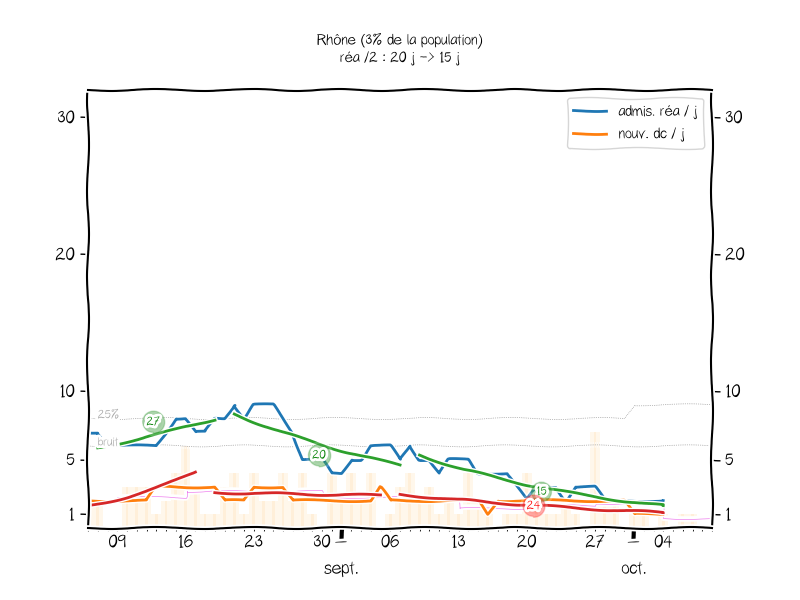 Rhône (3% de la population)
réa /2 : 20 j -> 15 j
admis. réa / j
nouv. dc / j
30
30
20
20
10
10
5
5
1
1
25%
bruit
27
20
15
24
09 16 23 30 06 13 20 27 04
sept. oct.